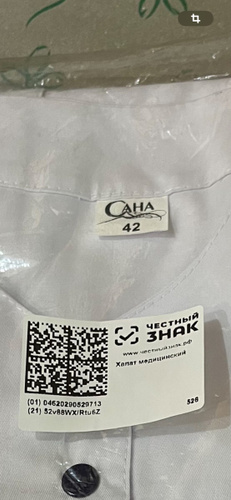 САНА
42
ЧЕСТНЫЙ
ЗНАК
www.честныйзнак.рф
Халат медицинский
(01) 04620290529713
(21) 52v88WX/Rtu6Z
526